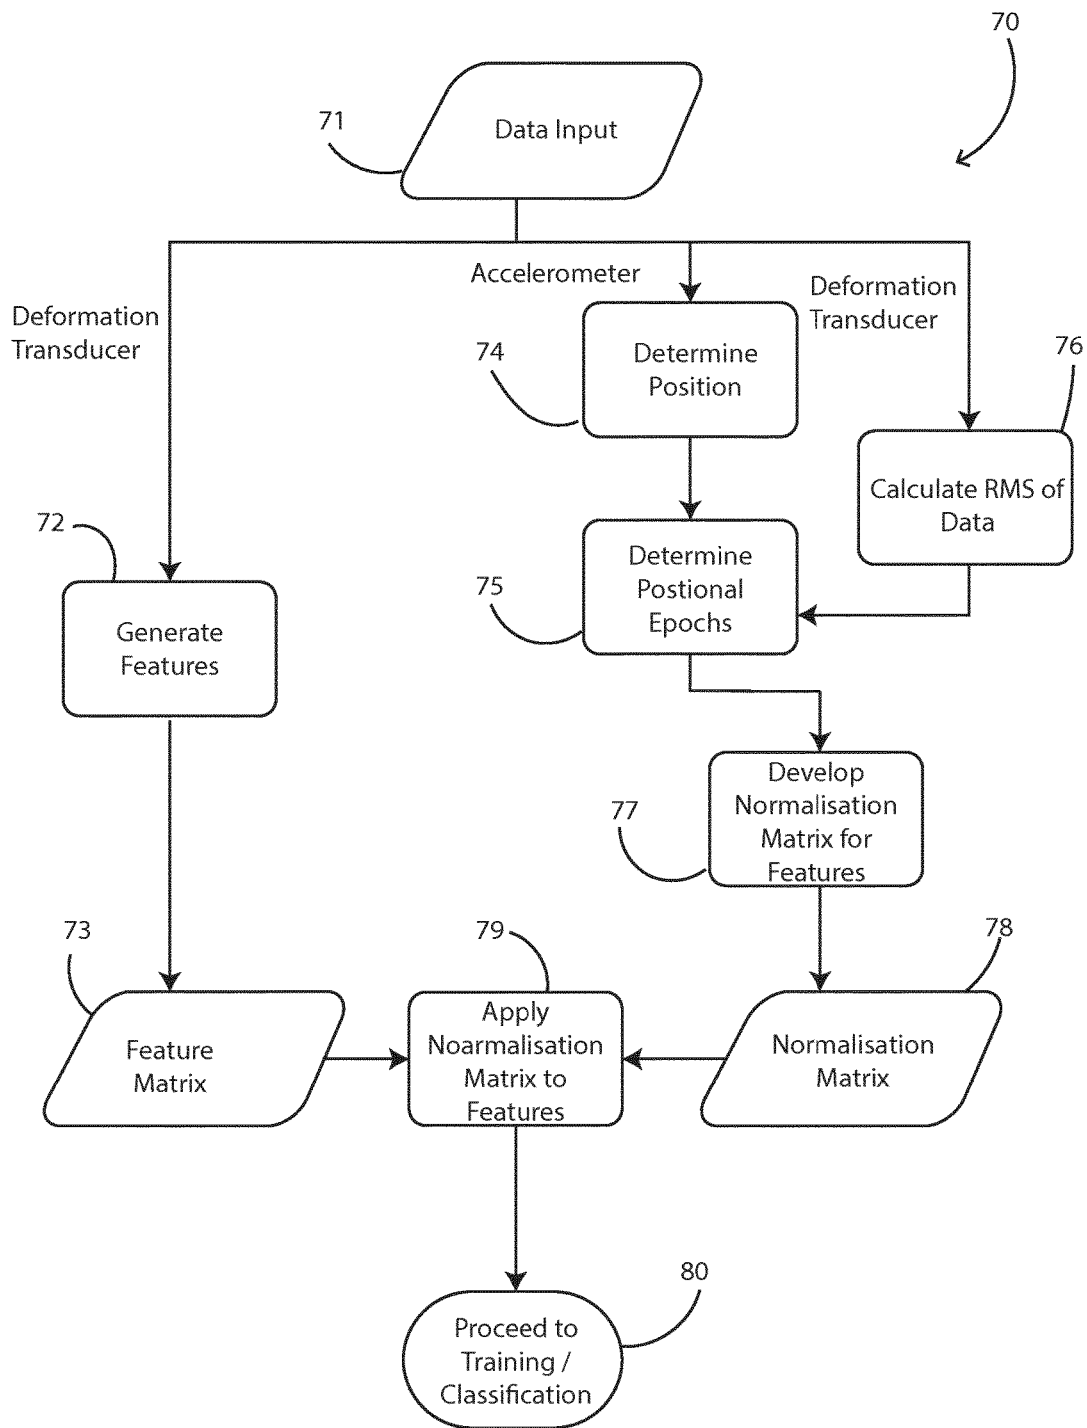 70
71
Data Input
Accelerometer
Deformation
Transducer
Deformation
Transducer
74
Determine
Position
76
Calculate RMS of
Data
72
Generate
Features
75
Determine
Postional
Epochs
77
Develop
Normalisation
Matrix for
Features
73
Feature
Matrix
79
Apply
Noarmalisation
Matrix to
Features
78
Normalisation
Matrix
80
Proceed to
Training /
Classification